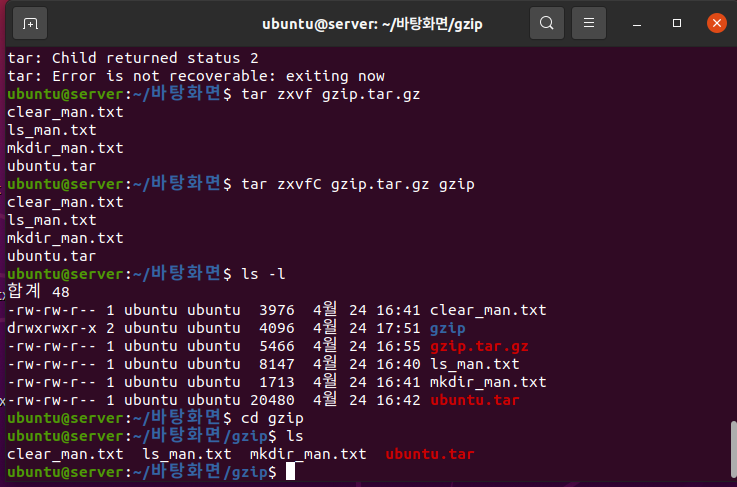 ubuntu@server: ~/바탕화면/gzip
tar: Child returned status 2
tar: Error is not recoverable: exiting now
ubuntu@server:~/바탕화면$ tar zxvf gzip.tar.gz
clear_man.txt
ls_man.txt
mkdir_man.txt
ubuntu.tar
ubuntu@server:~/바탕화면$ tar zxvfC gzip.tar.gz gzip
clear_man.txt
ls_man.txt
mkdir_man.txt
ubuntu.tar
ubuntu@server:~/바탕화면$ ls -l
합계 48
-rw-rw-r-- 1 ubuntu ubuntu  3976  4월 24 16:41 clear_man.txt
drwxrwxr-x 2 ubuntu ubuntu  4096  4월 24 17:51 gzip
-rw-rw-r-- 1 ubuntu ubuntu  5466  4월 24 16:55 gzip.tar.gz
-rw-rw-r-- 1 ubuntu ubuntu  8147  4월 24 16:40 ls_man.txt
-rw-rw-r-- 1 ubuntu ubuntu  1713  4월 24 16:41 mkdir_man.txt
-rw-rw-r-- 1 ubuntu ubuntu 20480  4월 24 16:42 ubuntu.tar
ubuntu@server:~/바탕화면$ cd gzip
ubuntu@server:~/바탕화면/gzip$ ls
clear_man.txt  ls_man.txt  mkdir_man.txt  ubuntu.tar
ubuntu@server:~/바탕화면/gzip$